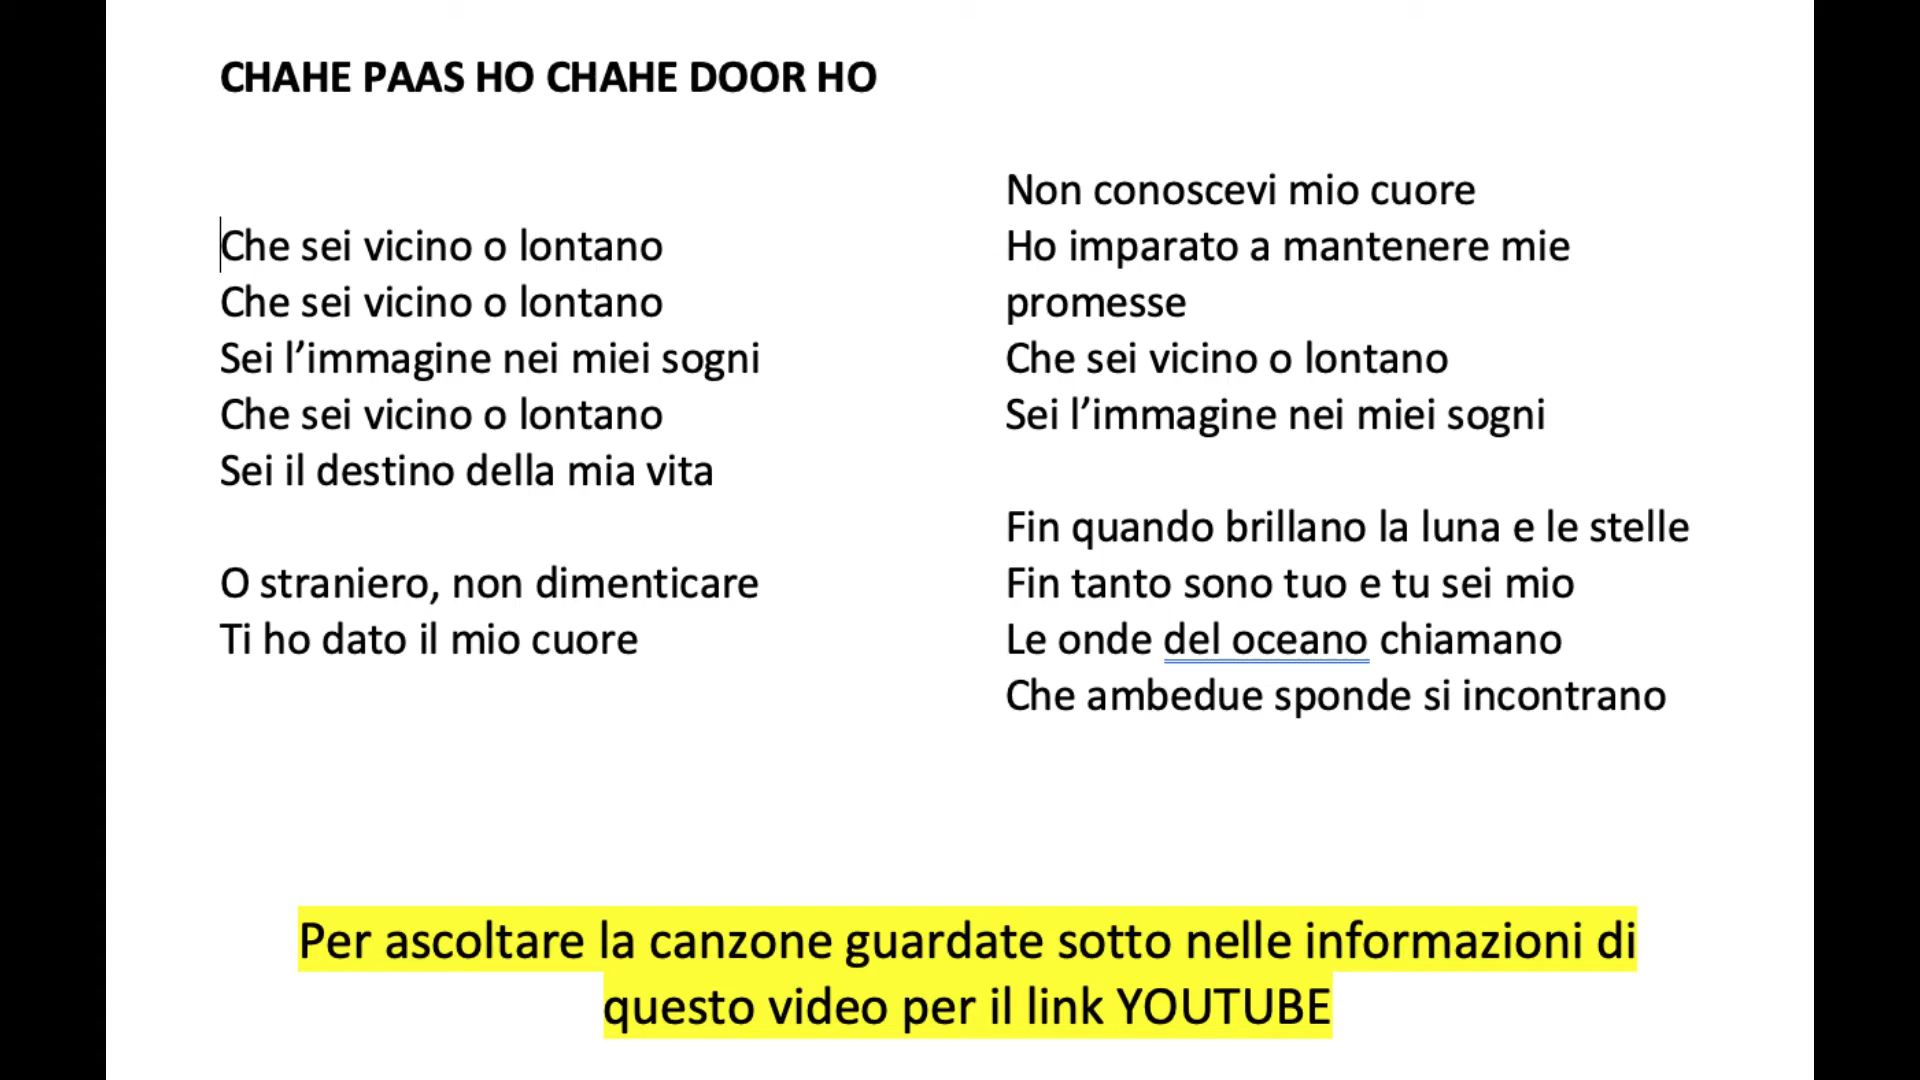 CHAHE PAAS HO CHAHE DOOR HO
Che sei vicino o lontano
Che sei vicino o lontano
Sei l’immagine nei miei sogni
Che sei vicino o lontano
Sei il destino della mia vita
O straniero, non dimenticare
Ti ho dato il mio cuore
Non conoscevi mio cuore
Ho imparato a mantenere mie
promesse
Che sei vicino o lontano
Sei l’immagine nei miei sogni
Fin quando brillano la luna e le stelle
Fin tanto sono tuo e tu sei mio
Le onde del oceano chiamano
Che ambedue sponde si incontrano
Per ascoltare la canzone guardate sotto nelle informazioni di
questo video per il link YOUTUBE